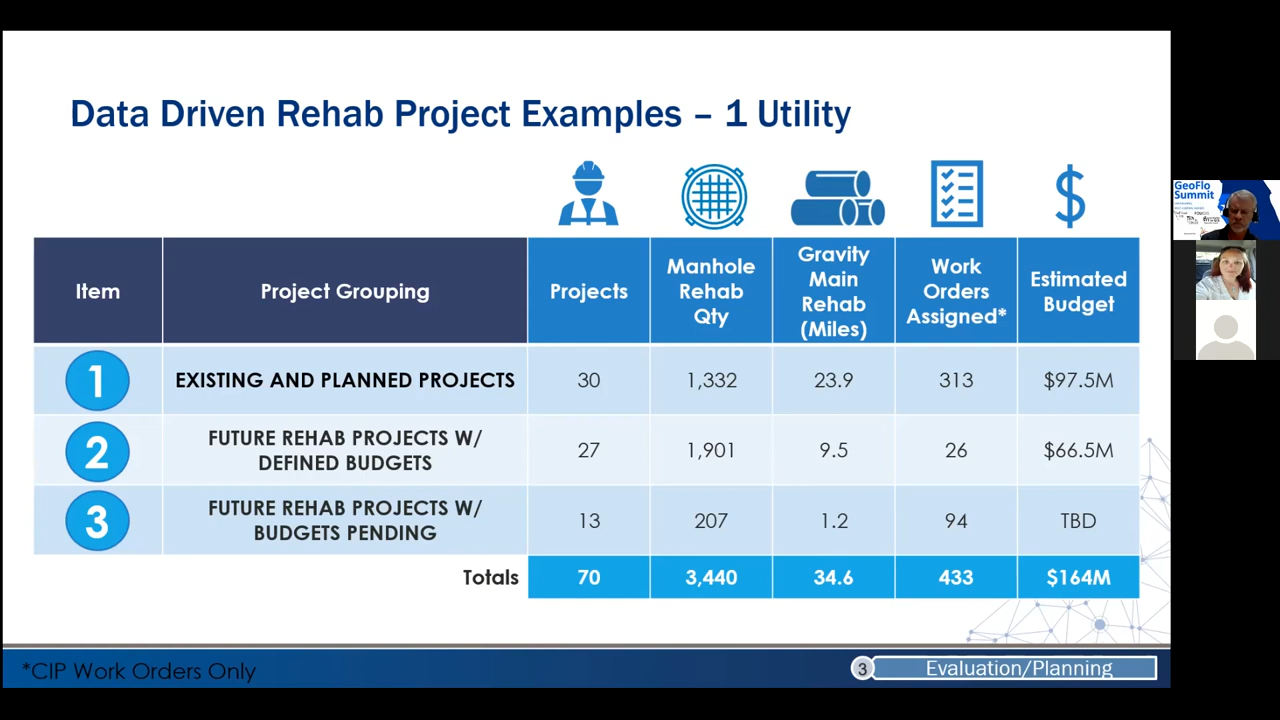 Data Driven Rehab Project Examples – 1 Utility
Item
Project Grouping
Projects
Manhole
Rehab
Qty
Gravity
Main
Rehab
(Miles)
Work
Orders
Assigned*
Estimated
Budget
1
EXISTING AND PLANNED PROJECTS
30
1,332
23.9
313
$97.5M
2
FUTURE REHAB PROJECTS W/
DEFINED BUDGETS
27
1,901
9.5
26
$66.5M
3
FUTURE REHAB PROJECTS W/
BUDGETS PENDING
13
207
1.2
94
TBD
Totals
70
3,440
34.6
433
$164M
*CIP Work Orders Only
3
Evaluation/Planning
GeoFlo
Summit